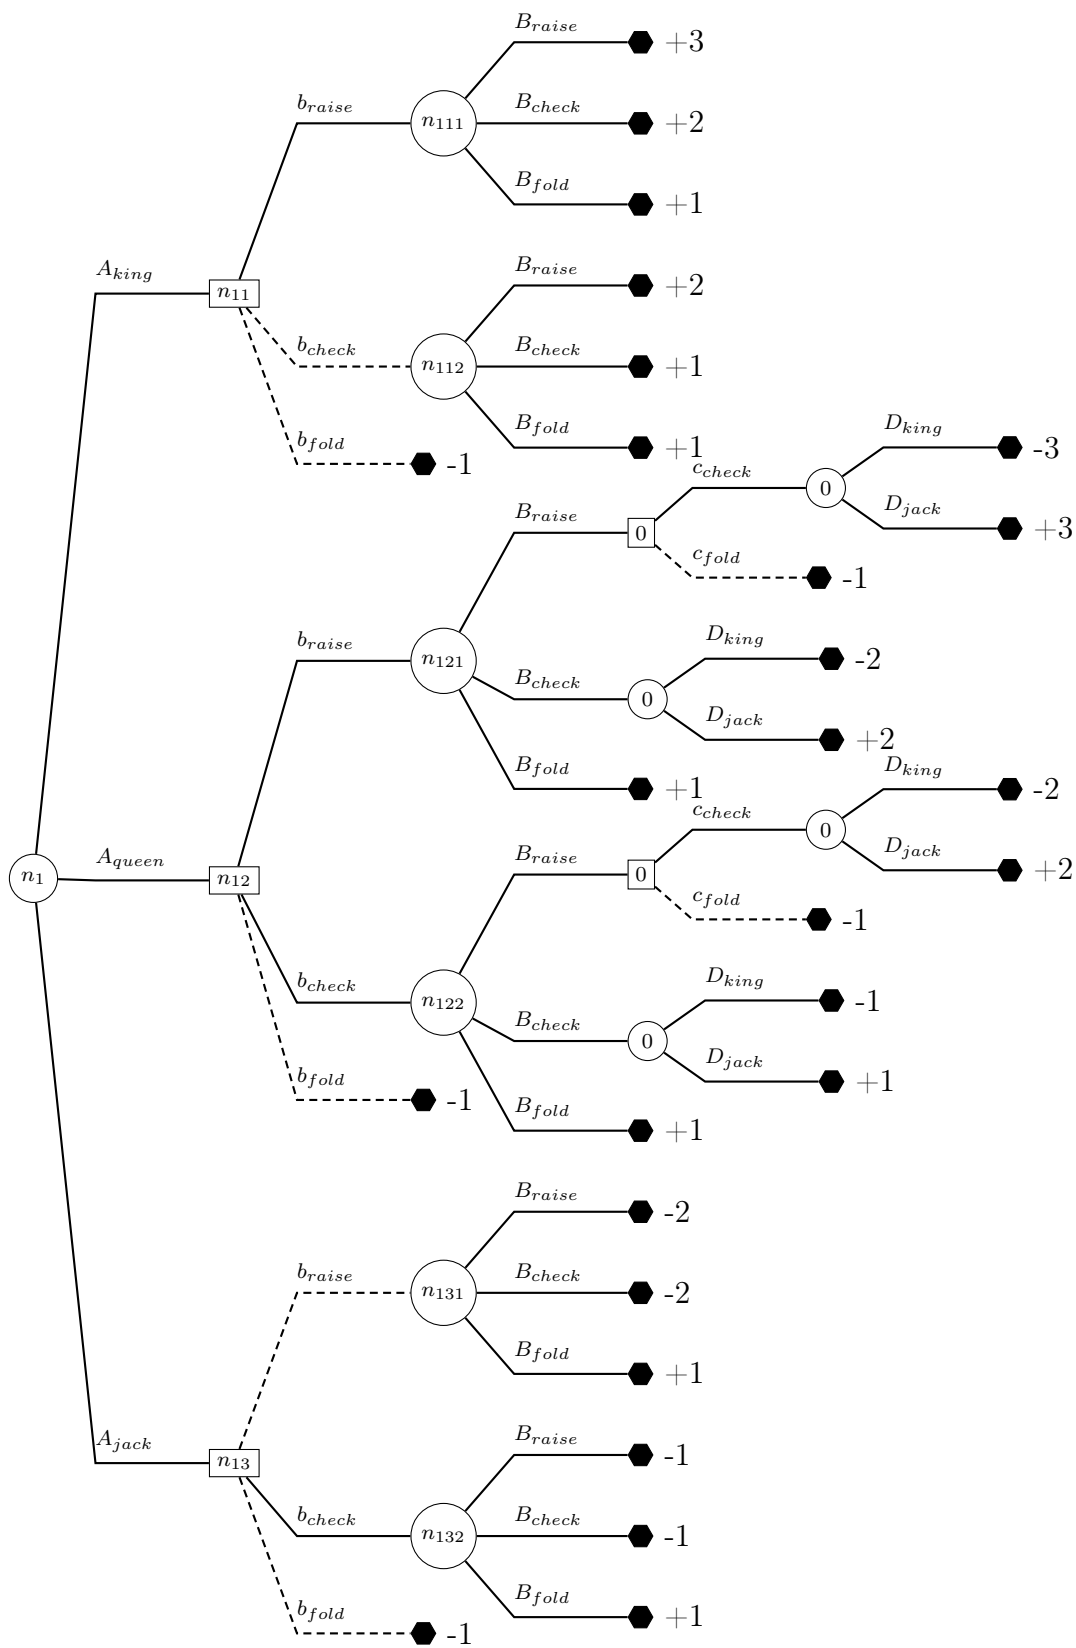 B_raise
+3
b_raise
n_111
B_check
+2
B_fold
+1
B_raise
+2
A_king
n_11
b_check
n_112
B_check
+1
B_fold
+1
b_fold
-1
c_check
0
D_king
-3
D_jack
+3
B_raise
0
c_fold
-1
b_raise
n_121
B_check
0
D_king
-2
D_jack
+2
B_fold
+1
c_check
0
D_king
-2
D_jack
+2
n_1
A_queen
n_12
B_raise
0
c_fold
-1
b_check
n_122
B_check
0
D_king
-1
D_jack
+1
b_fold
-1
B_fold
+1
B_raise
-2
b_raise
n_131
B_check
-2
B_fold
+1
A_jack
n_13
B_raise
-1
b_check
n_132
B_check
-1
B_fold
+1
b_fold
-1